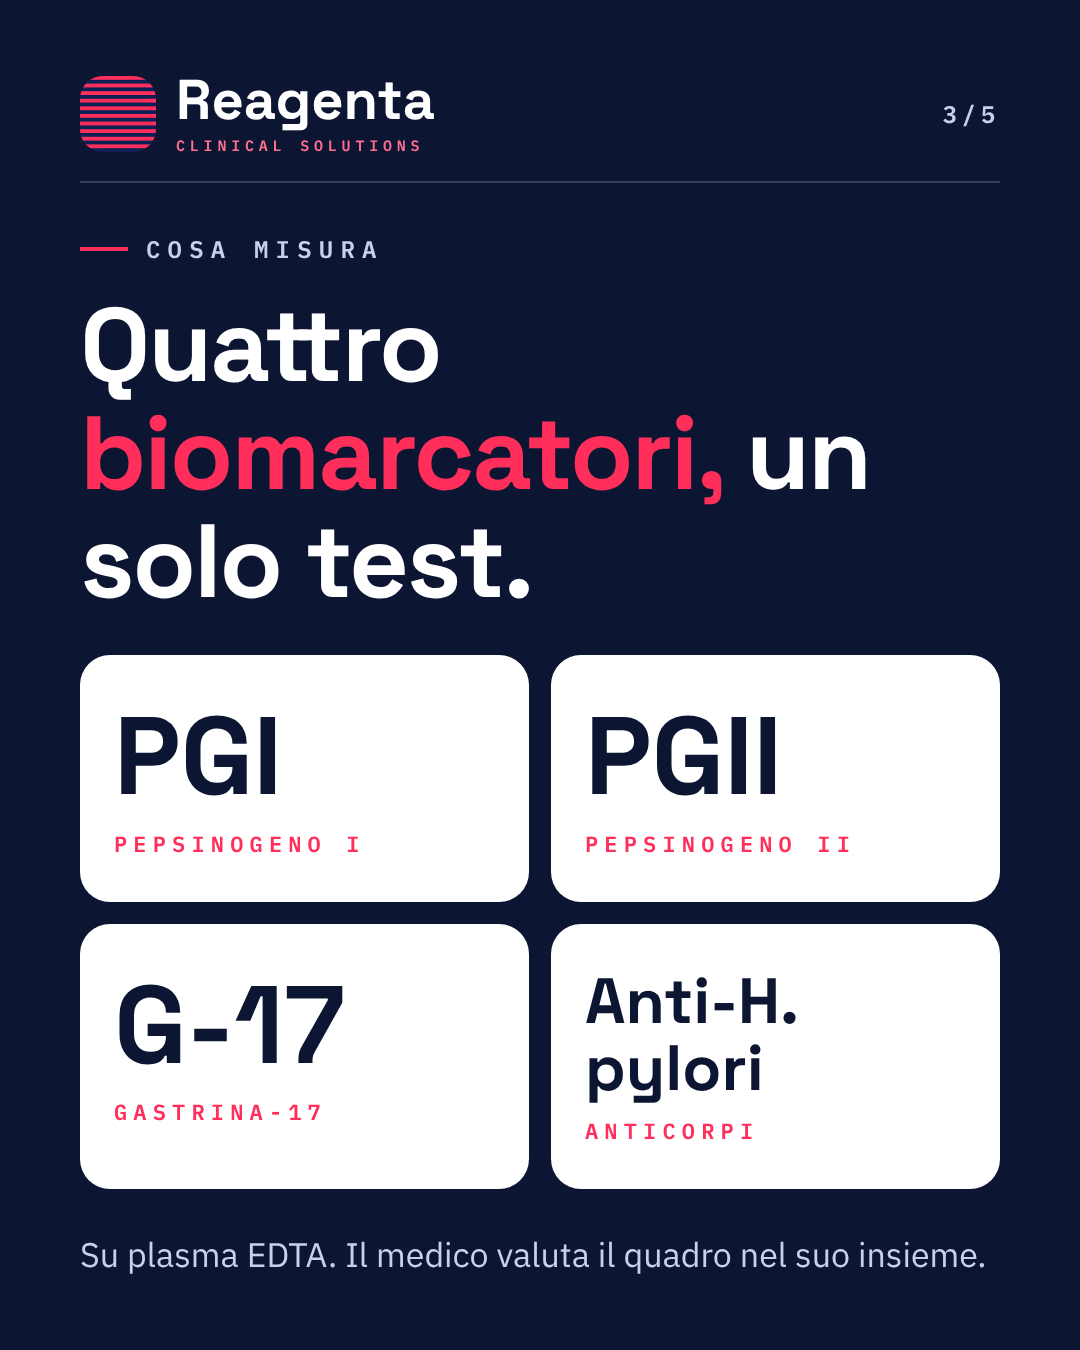 Reagenta
CLINICAL SOLUTIONS
3/5
COSA MISURA
Quattro
biomarcatori, un
solo test.
PGI
PEPSINOGENO I
PGII
PEPSINOGENO II
G-17
GASTRINA-17
Anti-H.
pylori
ANTICORPI
Su plasma EDTA. Il medico valuta il quadro nel suo insieme.